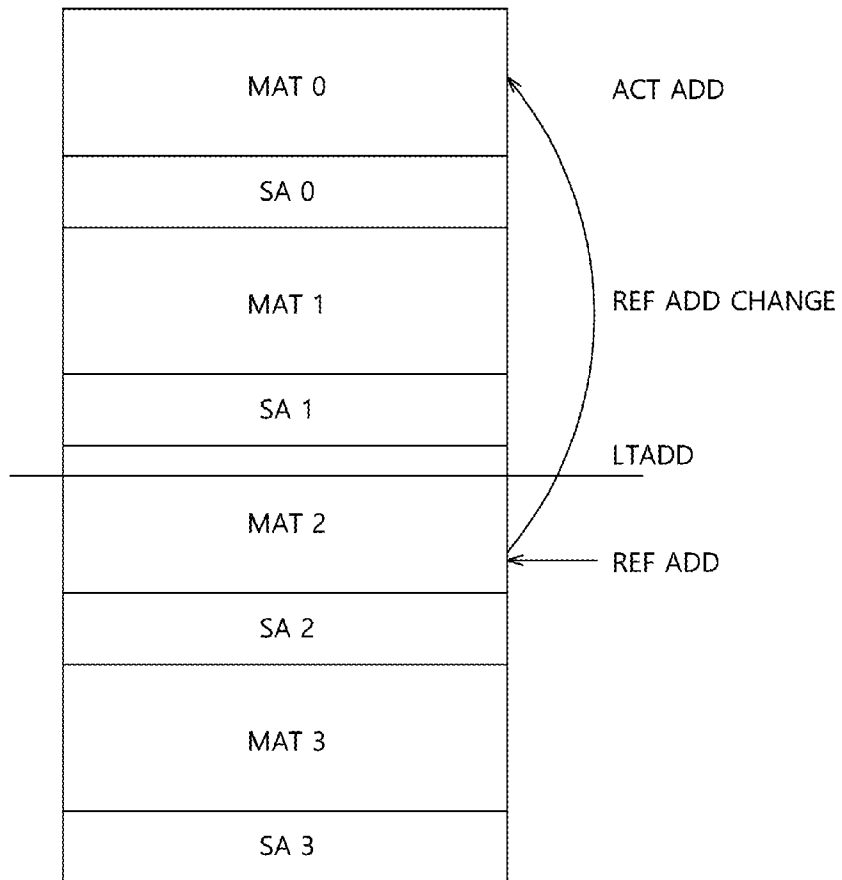 MAT 0
ACT ADD
SA 0
MAT 1
REF ADD CHANGE
SA 1
LTADD
MAT 2
REF ADD
SA 2
MAT 3
SA 3